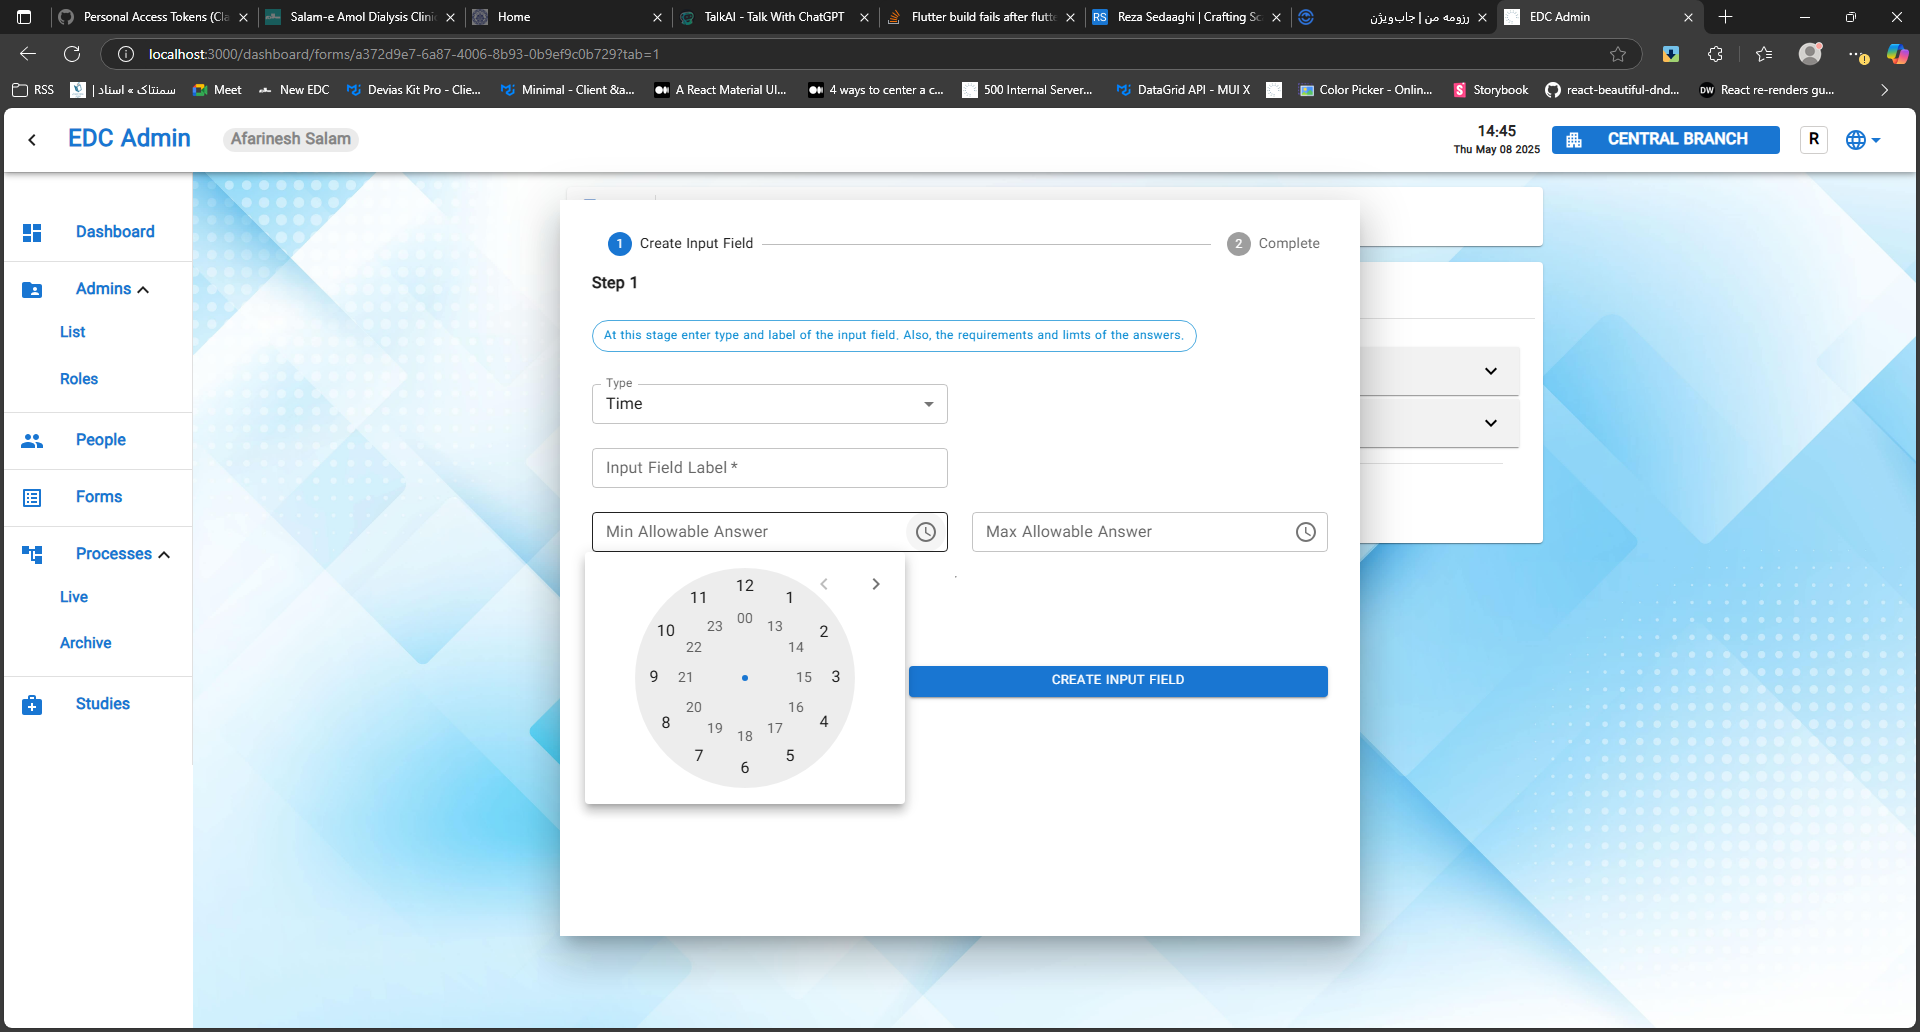 Personal Access Tokens (Cla
Salam-e Amol Dialysis Clinic
Home
TalkAI - Talk With ChatGPT
Flutter build fails after flutte
RS Reza Sedaaghi | Crafting Sc
رزومه من | جاب‌ویژن
EDC Admin
localhost:3000/dashboard/forms/a372d9e7-6a87-4006-8b93-0b9ef9c0b729?tab=1
RSS
سمنتاک » اسناد |
Meet
New EDC
Devias Kit Pro - Clie...
Minimal - Client &a...
A React Material UI...
4 ways to center a c...
500 Internal Server...
DataGrid API - MUI X
Color Picker - Onlin...
Storybook
react-beautiful-dnd...
DW React re-renders gu...
EDC Admin
Afarinesh Salam
14:45
Thu May 08 2025
CENTRAL BRANCH
R
Dashboard
Admins
List
Roles
People
Forms
Processes
Live
Archive
Studies
1 Create Input Field
2 Complete
Step 1
At this stage enter type and label of the input field. Also, the requirements and limts of the answers.
Type
Time
Input Field Label *
Min Allowable Answer
Max Allowable Answer
12
11 1
00
23 13
10 2
22 14
9 21 15 3
20 16
8 4
19 17
18
7 5
6
CREATE INPUT FIELD